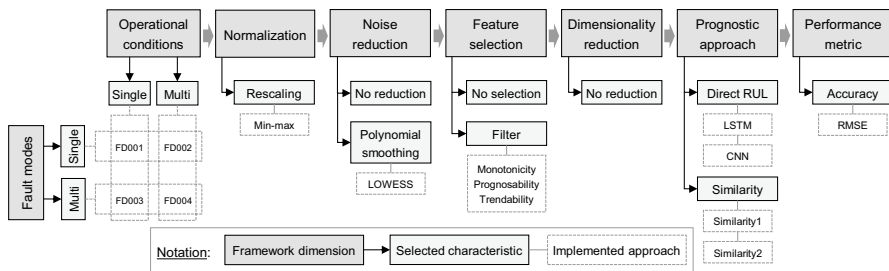 Operational conditions
Normalization
Noise reduction
Feature selection
Dimensionality reduction
Prognostic approach
Performance metric
Single
Multi
Rescaling
No reduction
No selection
No reduction
Direct RUL
Accuracy
Min-max
LSTM
RMSE
Fault modes
Single
FD001
FD002
Polynomial smoothing
Filter
CNN
Multi
FD003
FD004
LOWESS
Monotonicity
Prognosability
Trendability
Similarity
Similarity1
Similarity2
Notation:
Framework dimension
Selected characteristic
Implemented approach